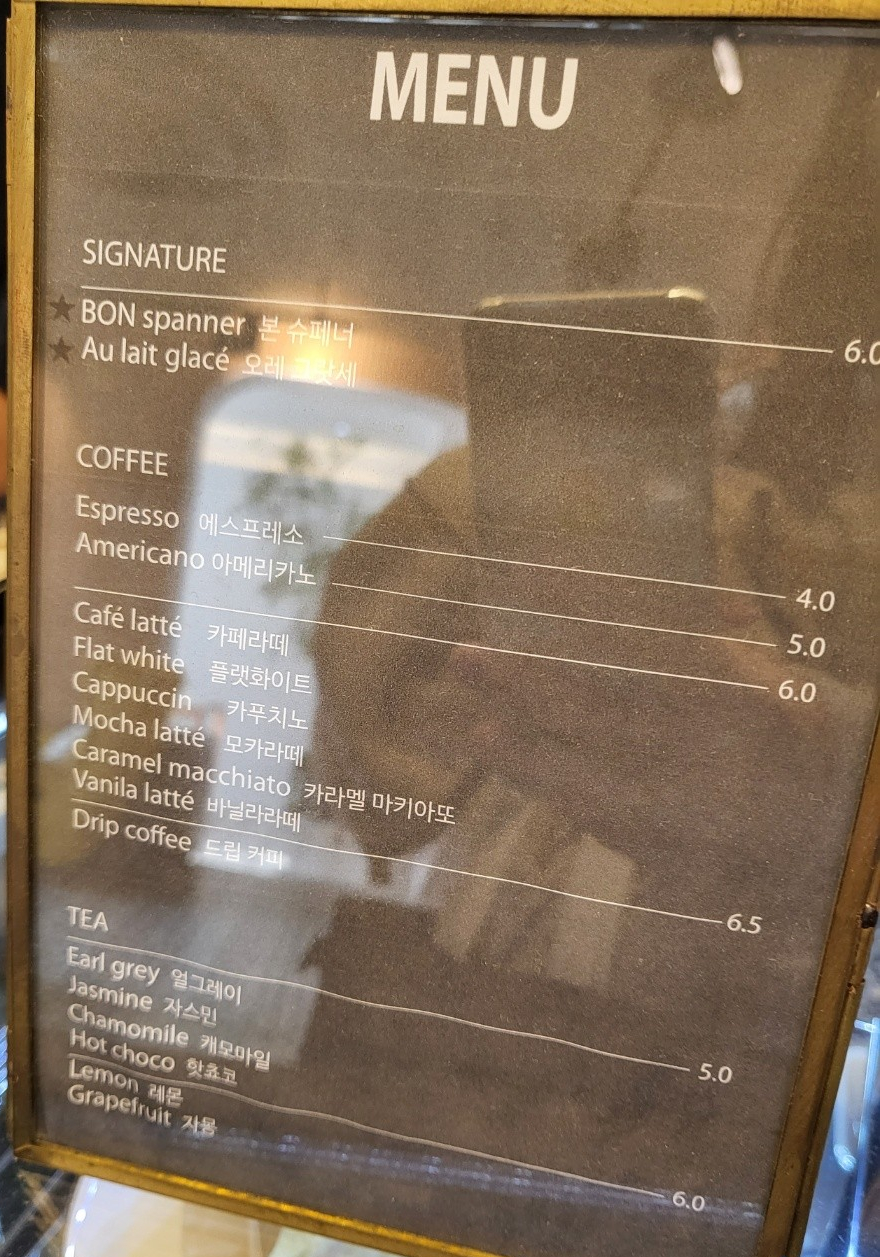 MENU
SIGNATURE
BON spanner 본 슈페너 6.0
Au lait glacé 오레
COFFEE
Espresso 에스프레소 4.0
Americano 아메리카노 5.0
6.0
Café latté 카페라떼
Flat white 플랫화이트
Cappuccin 카푸치노
Mocha latté 모카라떼
Caramel macchiato 카라멜 마키아또
Vanila latté 바닐라라떼
6.5
Drip coffee 드립 커피
TEA
5.0
Earl grey 얼그레이
Jasmine 자스민
Chamomile 캐모마일
Hot choco 핫쵸코
6.0
Lemon 레몬
Grapefruit 자몽